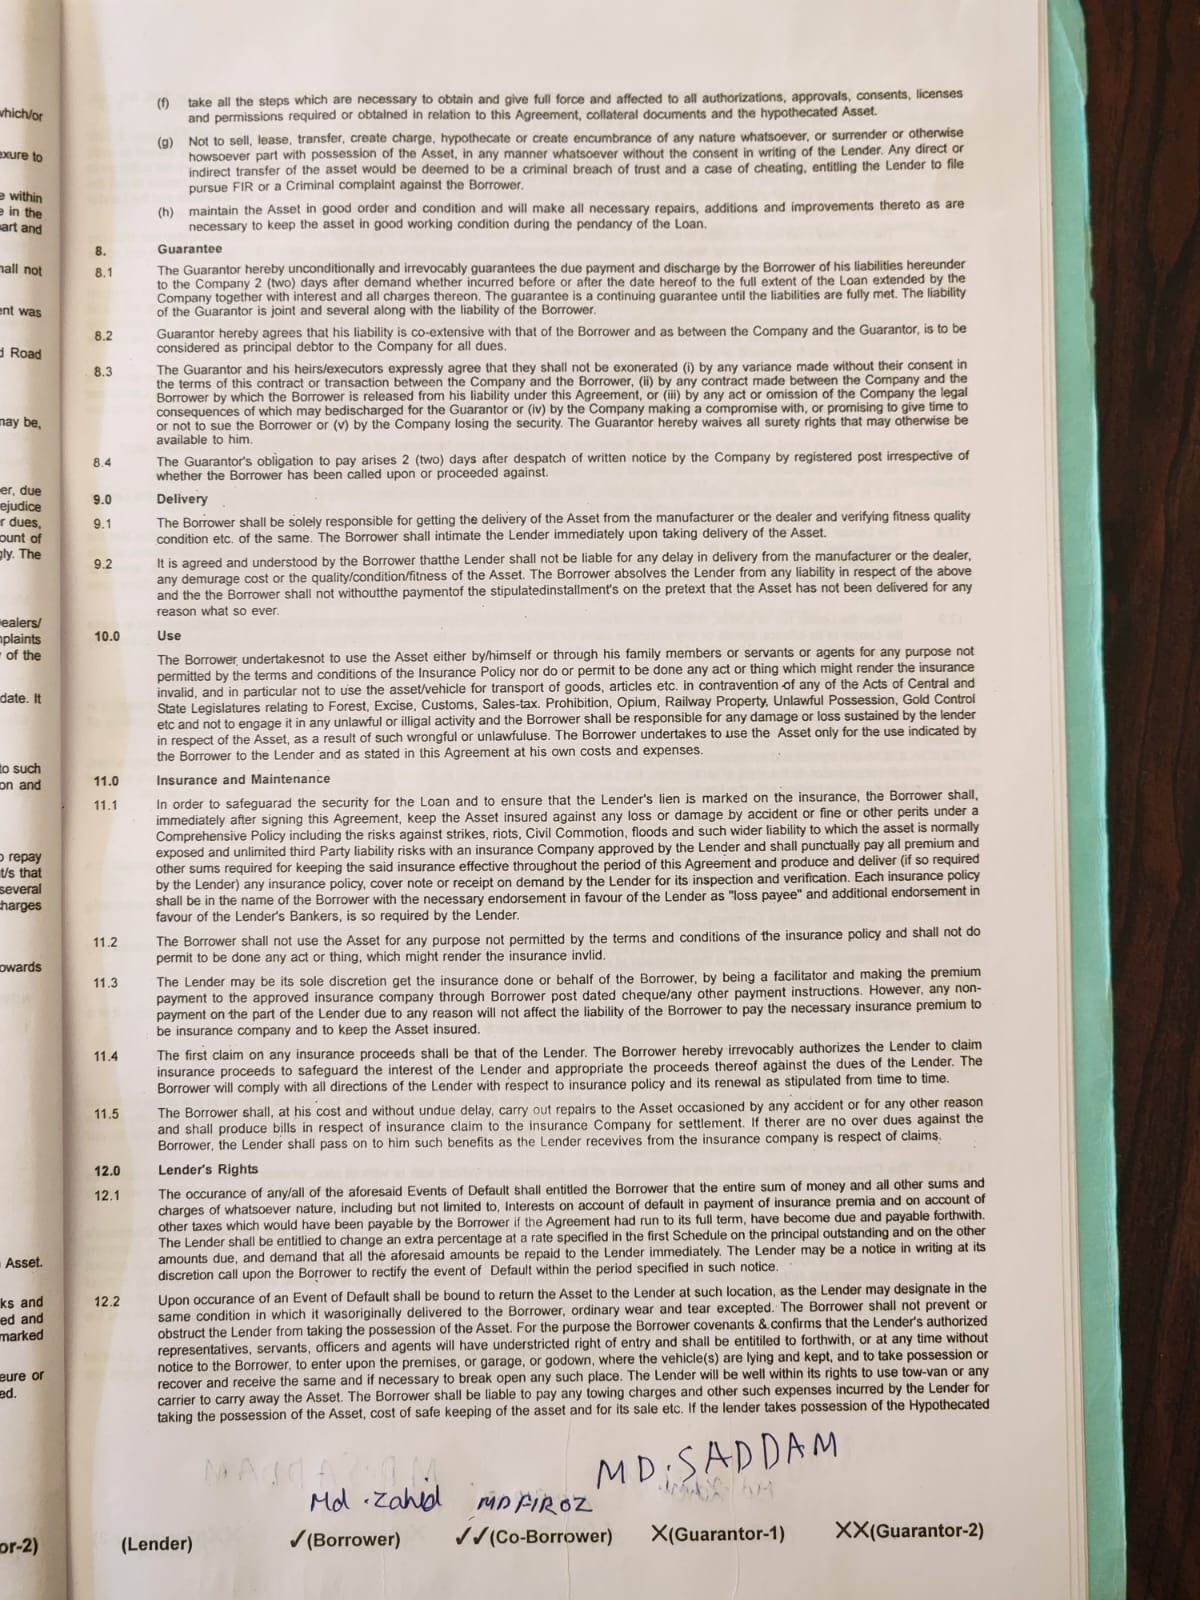 which/or
exure to
e within
e in the
part and
hall not
ent was
d Road
may be,
er, due
ejudice
r dues,
ount of
gly. The
ealers/
plaints
of the
date. It
to such
on and
o repay
t/s that
several
charges
owards
Asset.
ks and
ed and
marked
eure or
ed.
or-2)
(f) take all the steps which are necessary to obtain and give full force and affected to all authorizations, approvals, consents, licenses
and permissions required or obtained in relation to this Agreement, collateral documents and the hypothecated Asset.
(g) Not to sell, lease, transfer, create charge, hypothecate or create encumbrance of any nature whatsoever, or surrender or otherwise
howsoever part with possession of the Asset, in any manner whatsoever without the consent in writing of the Lender. Any direct or
indirect transfer of the asset would be deemed to be a criminal breach of trust and a case of cheating, entitling the Lender to file
pursue FIR or a Criminal complaint against the Borrower.
(h) maintain the Asset in good order and condition and will make all necessary repairs, additions and improvements thereto as are
necessary to keep the asset in good working condition during the pendancy of the Loan.
8. Guarantee
8.1 The Guarantor hereby unconditionally and irrevocably guarantees the due payment and discharge by the Borrower of his liabilities hereunder
to the Company 2 (two) days after demand whether incurred before or after the date hereof to the full extent of the Loan extended by the
Company together with interest and all charges thereon. The guarantee is a continuing guarantee until the liabilities are fully met. The liability
of the Guarantor is joint and several along with the liability of the Borrower.
8.2 Guarantor hereby agrees that his liability is co-extensive with that of the Borrower and as between the Company and the Guarantor, is to be
considered as principal debtor to the Company for all dues.
8.3 The Guarantor and his heirs/executors expressly agree that they shall not be exonerated (i) by any variance made without their consent in
the terms of this contract or transaction between the Company and the Borrower, (ii) by any contract made between the Company and the
Borrower by which the Borrower is released from his liability under this Agreement, or (iii) by any act or omission of the Company the legal
consequences of which may bedischarged for the Guarantor or (iv) by the Company making a compromise with, or promising to give time to
or not to sue the Borrower or (v) by the Company losing the security. The Guarantor hereby waives all surety rights that may otherwise be
available to him.
8.4 The Guarantor's obligation to pay arises 2 (two) days after despatch of written notice by the Company by registered post irrespective of
whether the Borrower has been called upon or proceeded against.
9.0 Delivery
9.1 The Borrower shall be solely responsible for getting the delivery of the Asset from the manufacturer or the dealer and verifying fitness quality
condition etc. of the same. The Borrower shall intimate the Lender immediately upon taking delivery of the Asset.
9.2 It is agreed and understood by the Borrower thatthe Lender shall not be liable for any delay in delivery from the manufacturer or the dealer,
any demurage cost or the quality/condition/fitness of the Asset. The Borrower absolves the Lender from any liability in respect of the above
and the the Borrower shall not withoutthe paymentof the stipulatedinstallment's on the pretext that the Asset has not been delivered for any
reason what so ever.
10.0 Use
The Borrower undertakesnot to use the Asset either by/himself or through his family members or servants or agents for any purpose not
permitted by the terms and conditions of the Insurance Policy nor do or permit to be done any act or thing which might render the insurance
invalid, and in particular not to use the asset/vehicle for transport of goods, articles etc. in contravention of any of the Acts of Central and
State Legislatures relating to Forest, Excise, Customs, Sales-tax. Prohibition, Opium, Railway Property, Unlawful Possession, Gold Control
etc and not to engage it in any unlawful or illigal activity and the Borrower shall be responsible for any damage or loss sustained by the lender
in respect of the Asset, as a result of such wrongful or unlawfuluse. The Borrower undertakes to use the Asset only for the use indicated by
the Borrower to the Lender and as stated in this Agreement at his own costs and expenses.
11.0 Insurance and Maintenance
11.1 In order to safeguarad the security for the Loan and to ensure that the Lender's lien is marked on the insurance, the Borrower shall,
immediately after signing this Agreement, keep the Asset insured against any loss or damage by accident or fine or other perits under a
Comprehensive Policy including the risks against strikes, riots, Civil Commotion, floods and such wider liability to which the asset is normally
exposed and unlimited third Party liability risks with an insurance Company approved by the Lender and shall punctually pay all premium and
other sums required for keeping the said insurance effective throughout the period of this Agreement and produce and deliver (if so required
by the Lender) any insurance policy, cover note or receipt on demand by the Lender for its inspection and verification. Each insurance policy
shall be in the name of the Borrower with the necessary endorsement in favour of the Lender as "loss payee" and additional endorsement in
favour of the Lender's Bankers, is so required by the Lender.
11.2 The Borrower shall not use the Asset for any purpose not permitted by the terms and conditions of the insurance policy and shall not do
permit to be done any act or thing, which might render the insurance invlid.
11.3 The Lender may be its sole discretion get the insurance done or behalf of the Borrower, by being a facilitator and making the premium
payment to the approved insurance company through Borrower post dated cheque/any other payment instructions. However, any non-
payment on the part of the Lender due to any reason will not affect the liability of the Borrower to pay the necessary insurance premium to
be insurance company and to keep the Asset insured.
11.4 The first claim on any insurance proceeds shall be that of the Lender. The Borrower hereby irrevocably authorizes the Lender to claim
insurance proceeds to safeguard the interest of the Lender and appropriate the proceeds thereof against the dues of the Lender. The
Borrower will comply with all directions of the Lender with respect to insurance policy and its renewal as stipulated from time to time.
11.5 The Borrower shall, at his cost and without undue delay, carry out repairs to the Asset occasioned by any accident or for any other reason
and shall produce bills in respect of insurance claim to the insurance Company for settlement. If therer are no over dues against the
Borrower, the Lender shall pass on to him such benefits as the Lender recevives from the insurance company is respect of claims.
12.0 Lender's Rights
12.1 The occurance of any/all of the aforesaid Events of Default shall entitled the Borrower that the entire sum of money and all other sums and
charges of whatsoever nature, including but not limited to, Interests on account of default in payment of insurance premia and on account of
other taxes which would have been payable by the Borrower if the Agreement had run to its full term, have become due and payable forthwith.
The Lender shall be entitlied to change an extra percentage at a rate specified in the first Schedule on the principal outstanding and on the other
amounts due, and demand that all the aforesaid amounts be repaid to the Lender immediately. The Lender may be a notice in writing at its
discretion call upon the Borrower to rectify the event of Default within the period specified in such notice.
12.2 Upon occurance of an Event of Default shall be bound to return the Asset to the Lender at such location, as the Lender may designate in the
same condition in which it wasoriginally delivered to the Borrower, ordinary wear and tear excepted. The Borrower shall not prevent or
obstruct the Lender from taking the possession of the Asset. For the purpose the Borrower covenants & confirms that the Lender's authorized
representatives, servants, officers and agents will have understricted right of entry and shall be entitiled to forthwith, or at any time without
notice to the Borrower, to enter upon the premises, or garage, or godown, where the vehicle(s) are lying and kept, and to take possession or
recover and receive the same and if necessary to break open any such place. The Lender will be well within its rights to use tow-van or any
carrier to carry away the Asset. The Borrower shall be liable to pay any towing charges and other such expenses incurred by the Lender for
taking the possession of the Asset, cost of safe keeping of the asset and for its sale etc. If the lender takes possession of the Hypothecated
MD.SADDAM
Md.Zahid MD FIROZ
(Lender) ✓(Borrower) ✓✓(Co-Borrower) X(Guarantor-1) XX(Guarantor-2)